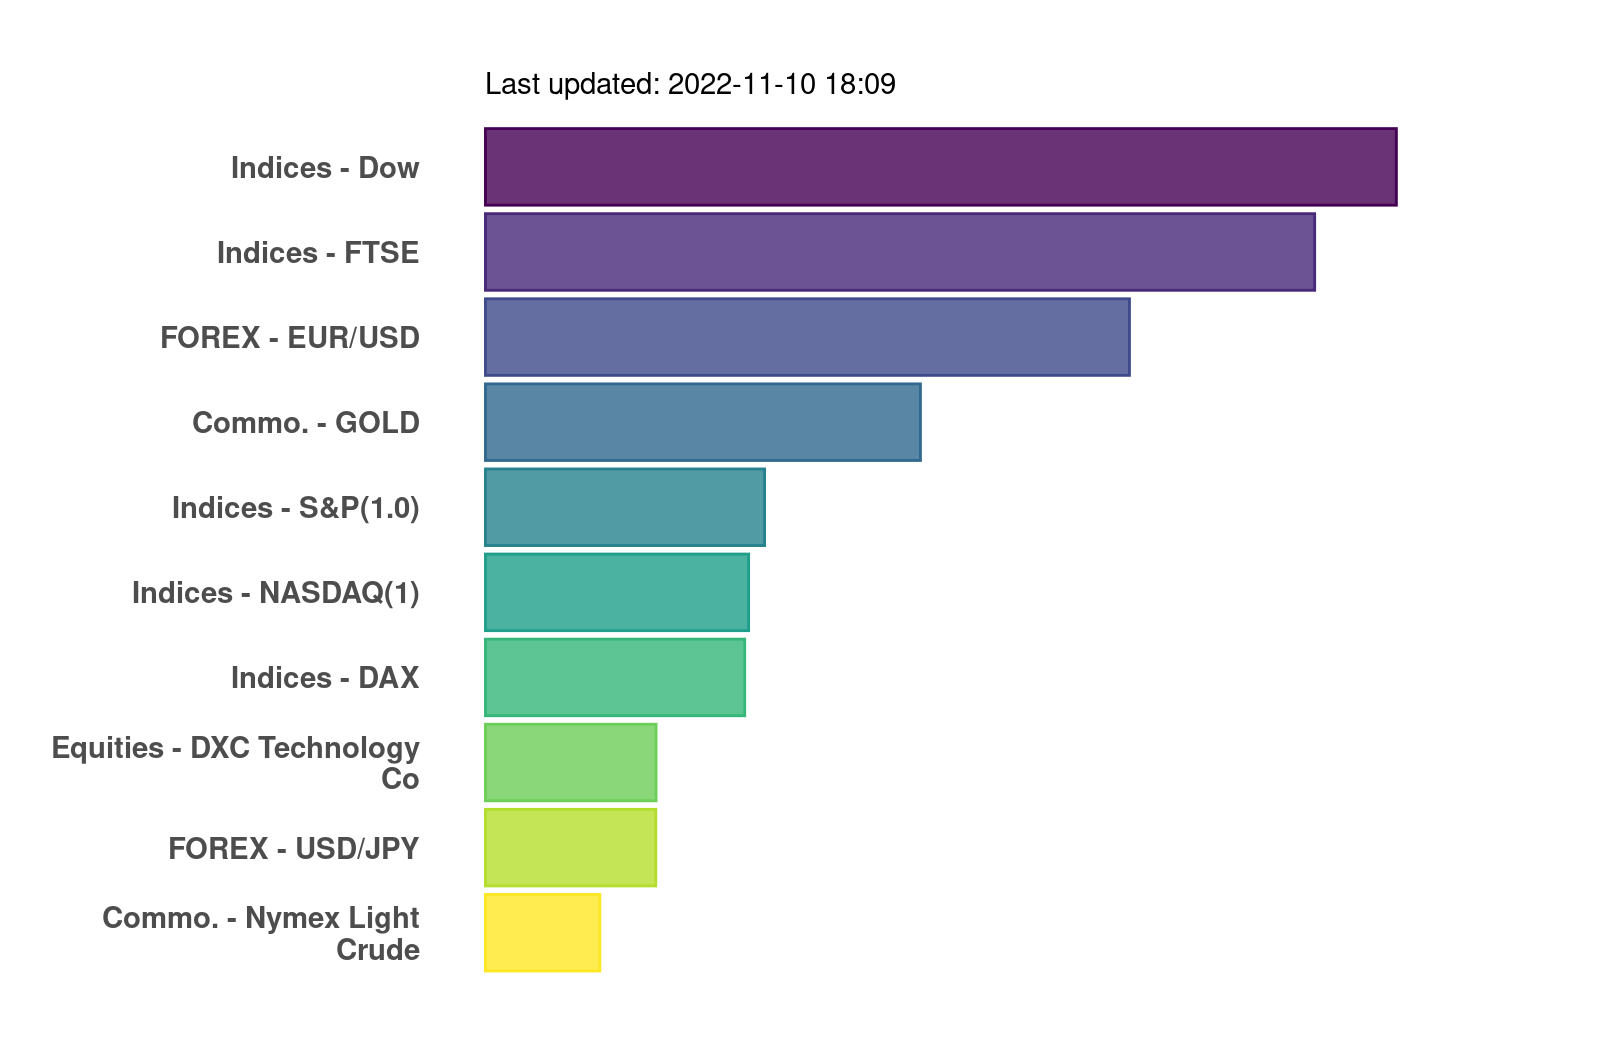 Last updated: 2022-11-10 18:09
Indices - Dow
Indices - FTSE
FOREX - EUR/USD
Commo. - GOLD
Indices - S&P(1.0)
Indices - NASDAQ(1)
Indices - DAX
Equities - DXC Technology
Co
FOREX - USD/JPY
Commo. - Nymex Light
Crude